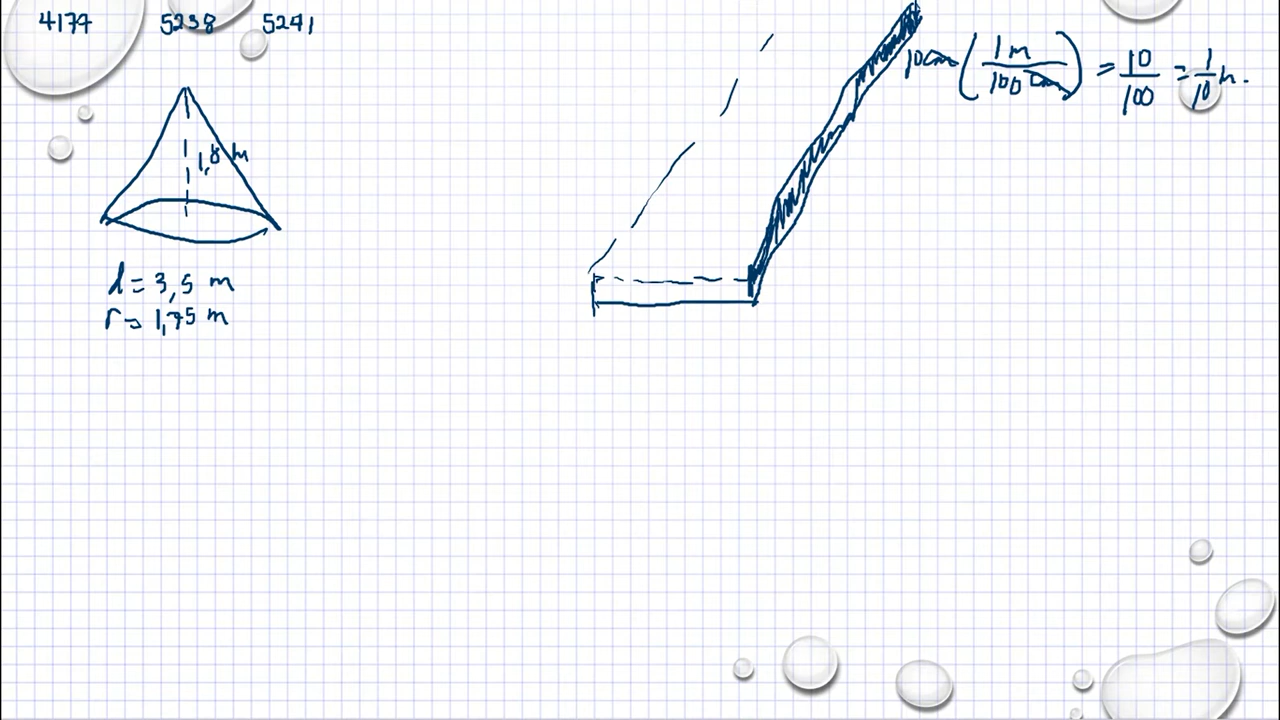 4174 5238 5241
10cm (1m/100cm) = 10/100 = 1/10 m.
1,8 m
d = 3,5 m
r = 1,75 m